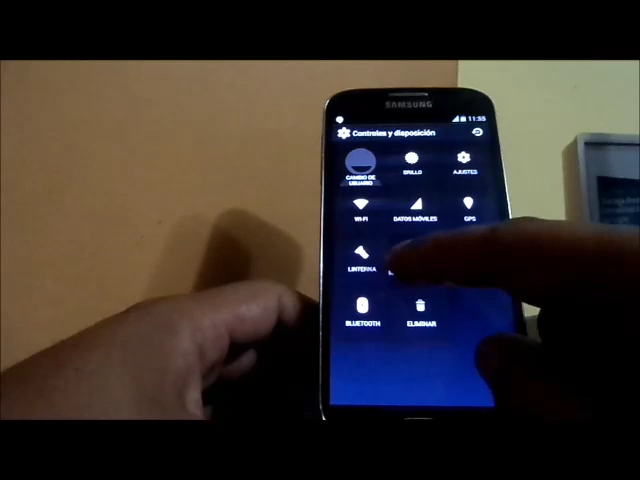 SAMSUNG
11:55
Controles y disposición
CAMBIO DE
USUARIO
BRILLO
AJUSTES
WI-FI
DATOS MÓVILES
GPS
LINTERNA
BLUETOOTH
ELIMINAR